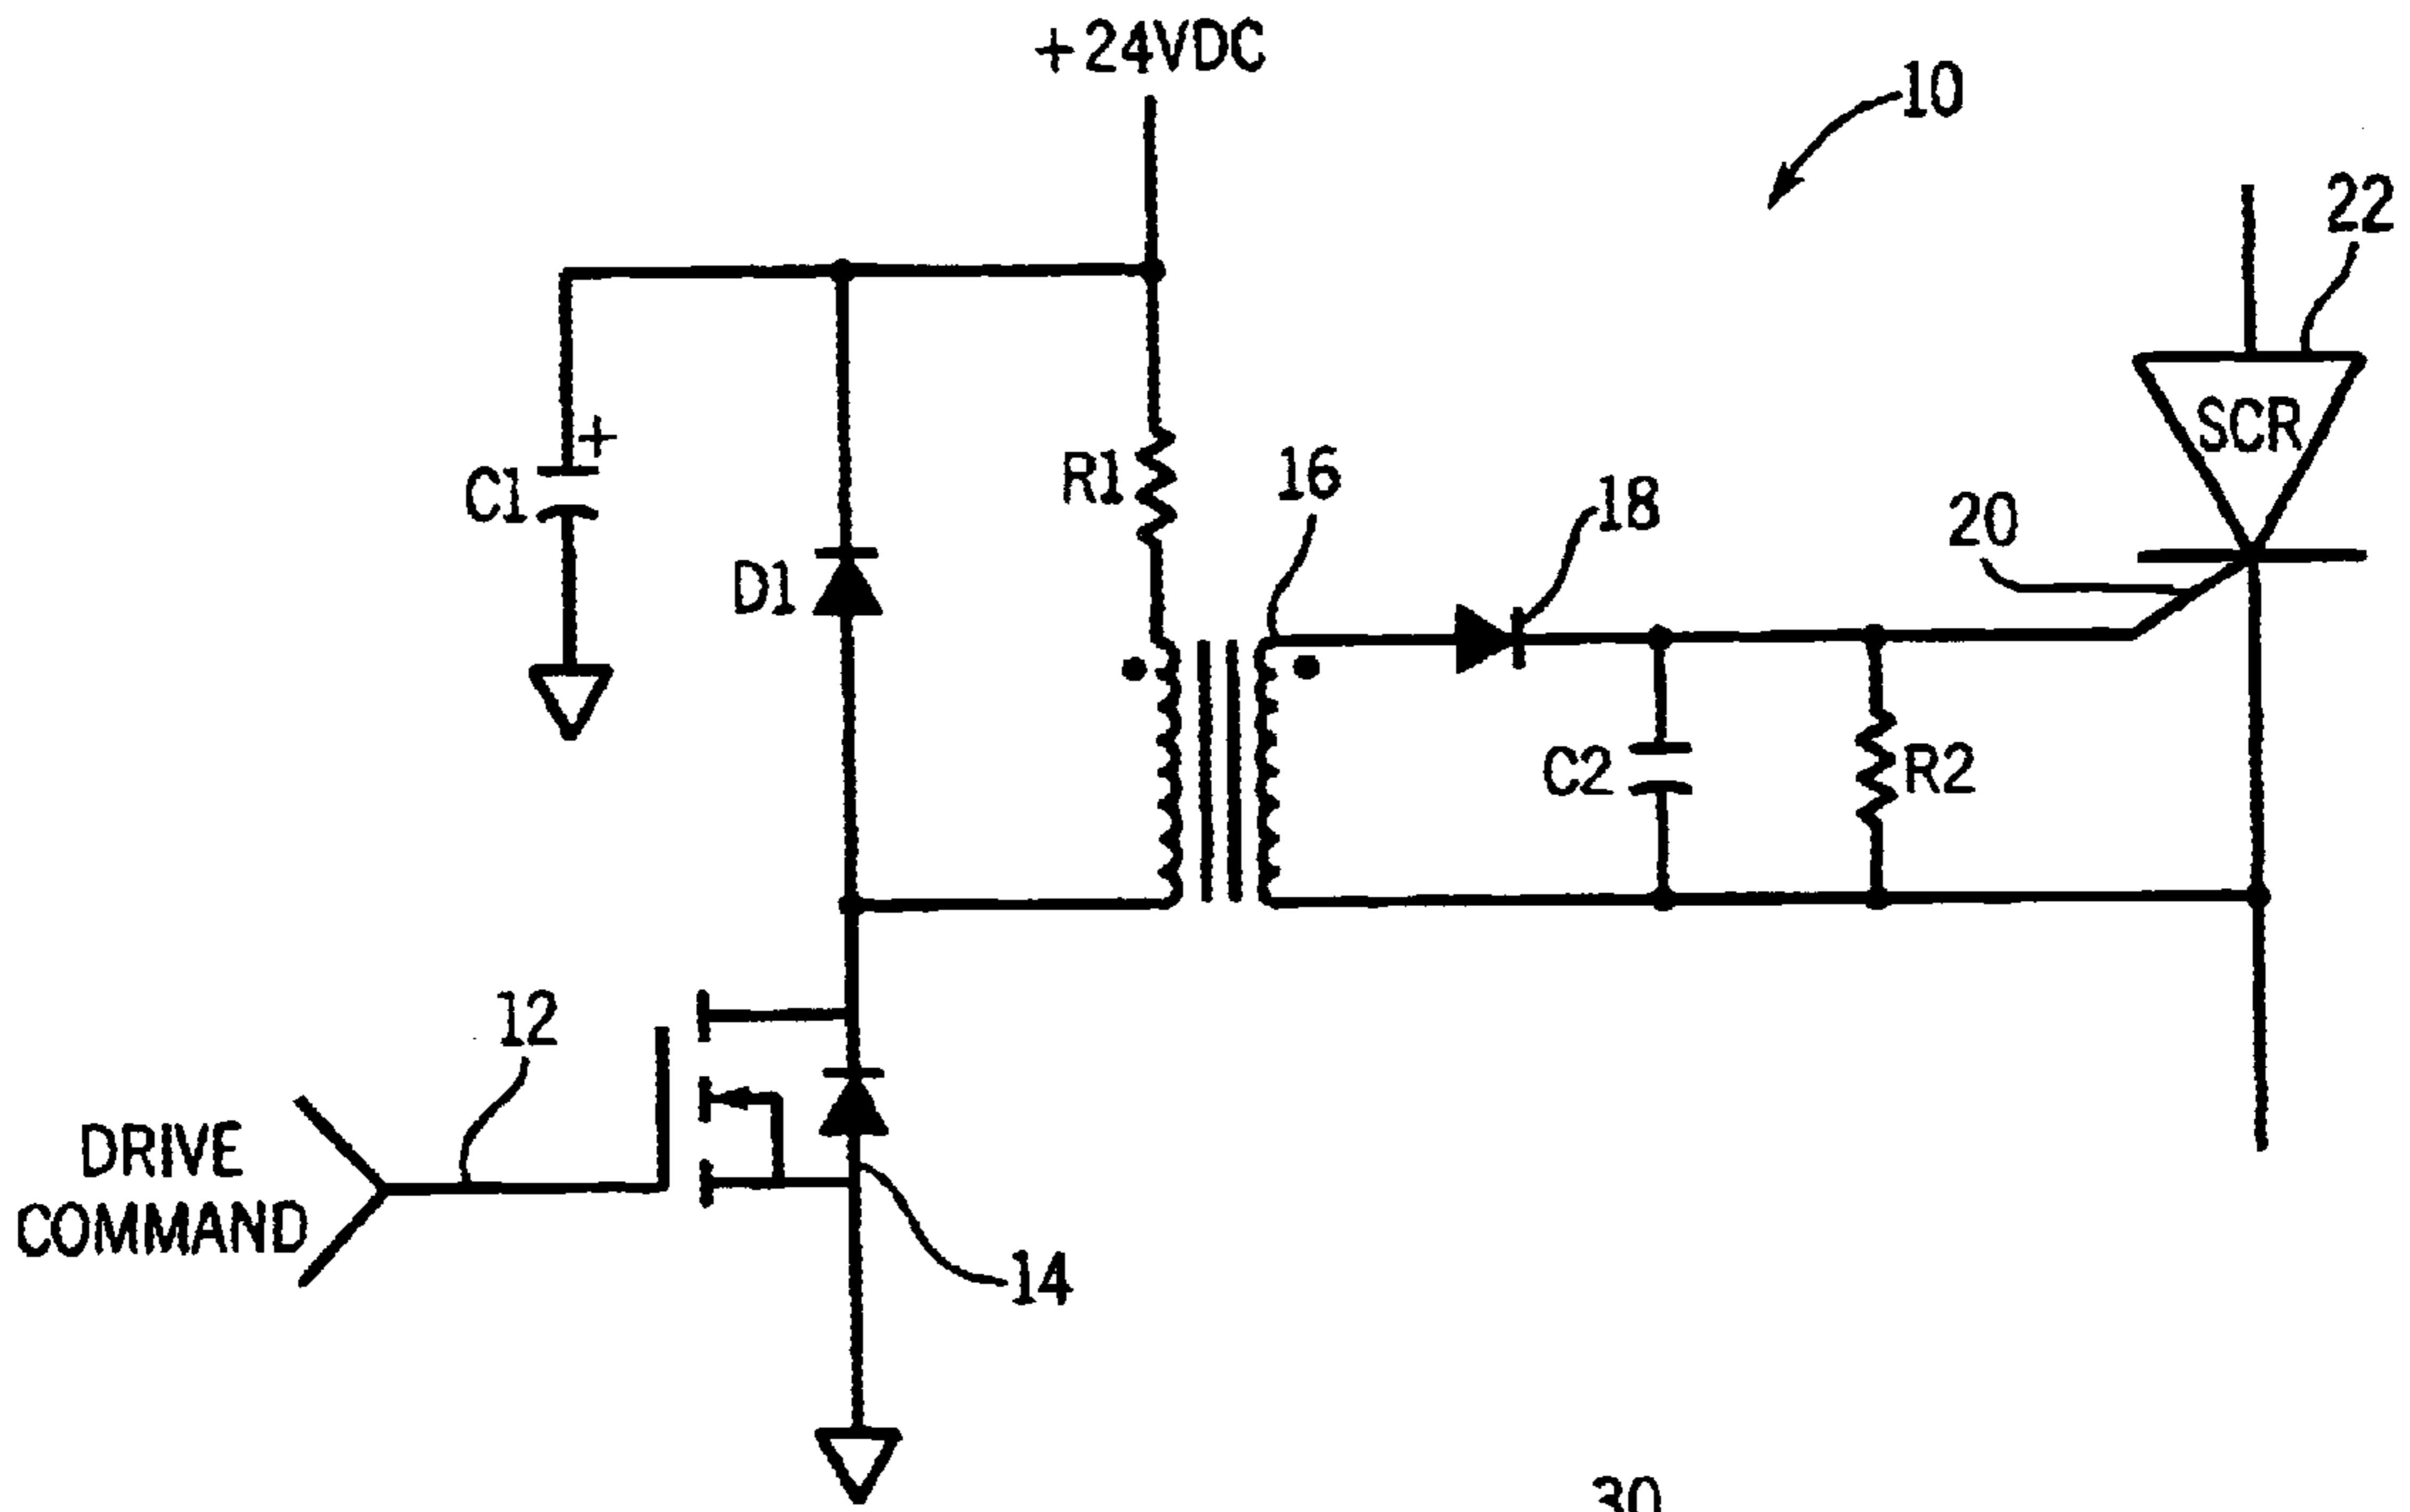 +24VDC
10
22
SCR
+
C1
R1
16
18
20
D1
C2
R2
12
DRIVE
COMMAND
14
30